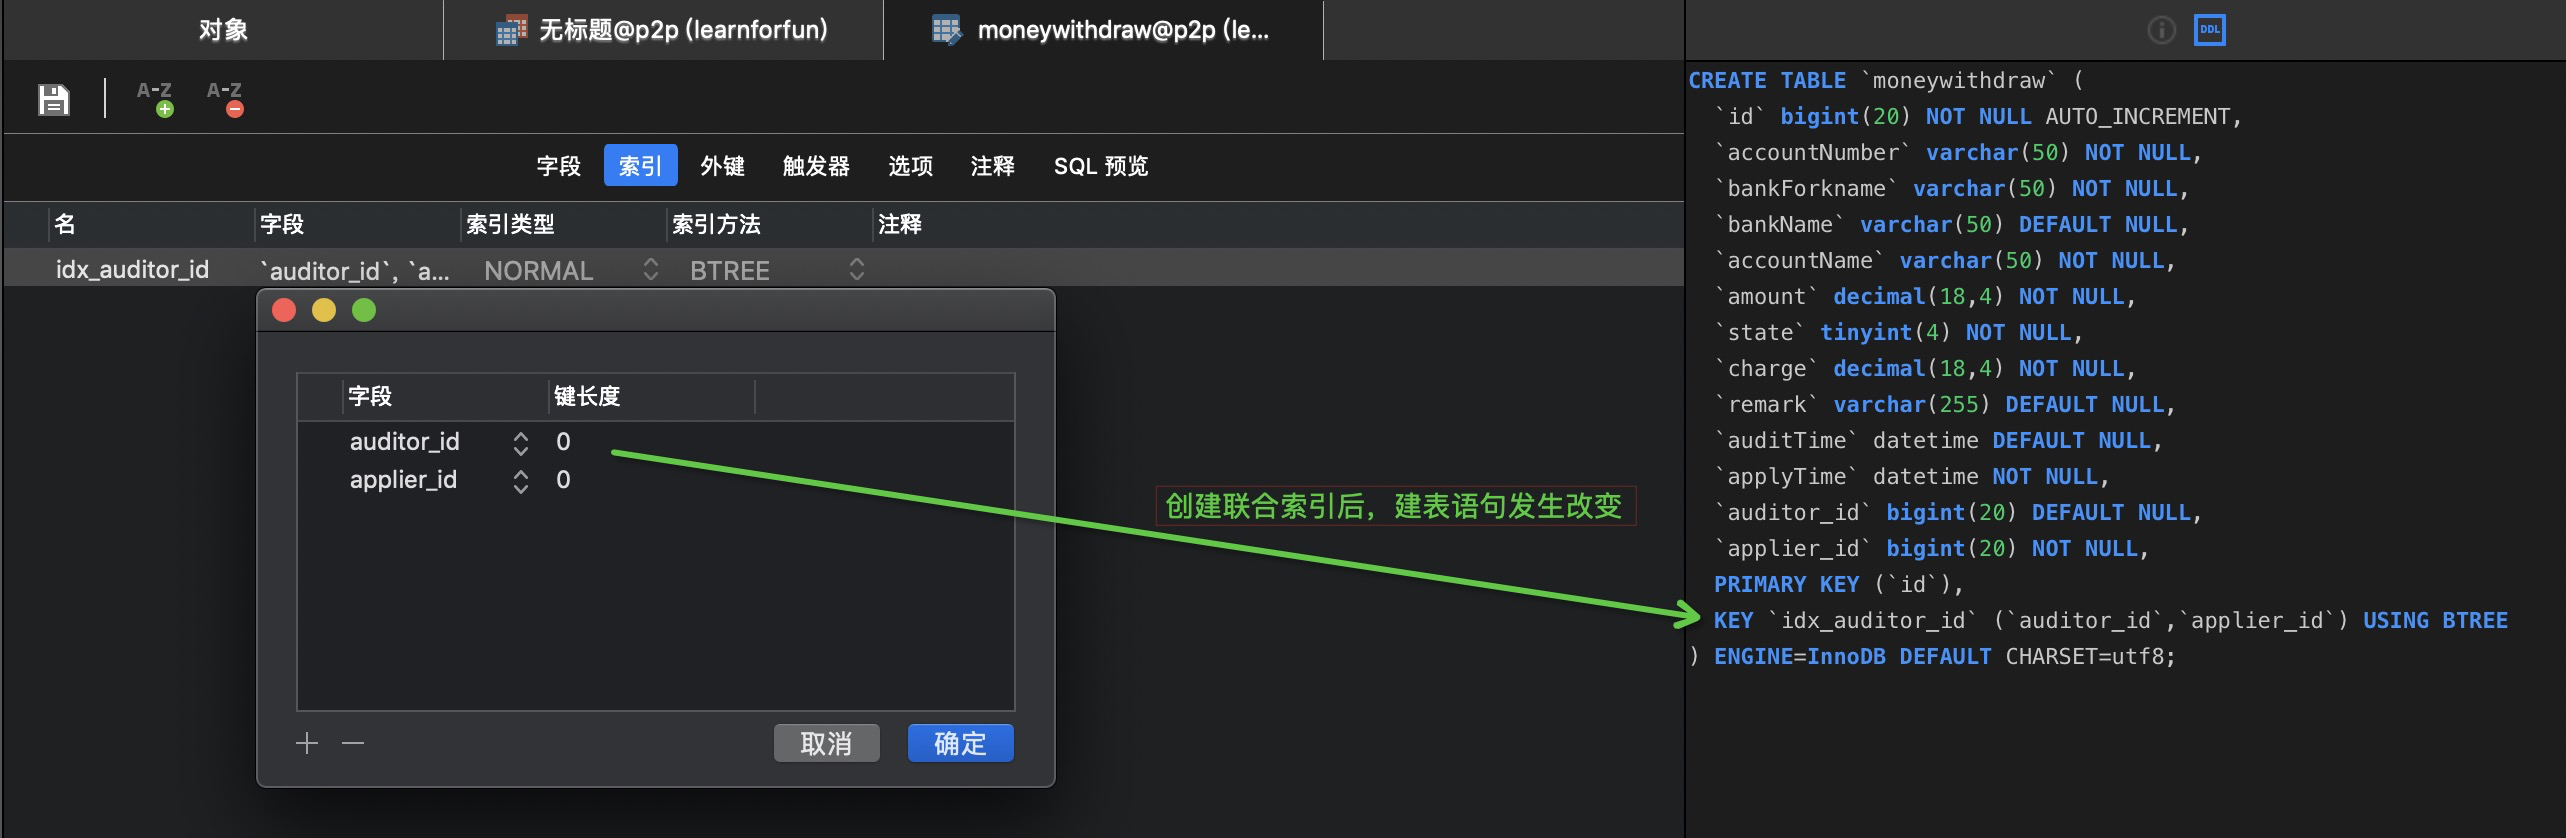 对象
无标题@p2p (learnforfun)
moneywithdraw@p2p (le...
DDL
A-Z
A-Z
字段 索引 外键 触发器 选项 注释 SQL 预览
名 字段 索引类型 索引方法 注释
idx_auditor_id `auditor_id`, `a... NORMAL BTREE
字段 键长度
auditor_id 0
applier_id 0
取消 确定
创建联合索引后，建表语句发生改变
CREATE TABLE `moneywithdraw` (
  `id` bigint(20) NOT NULL AUTO_INCREMENT,
  `accountNumber` varchar(50) NOT NULL,
  `bankForkname` varchar(50) NOT NULL,
  `bankName` varchar(50) DEFAULT NULL,
  `accountName` varchar(50) NOT NULL,
  `amount` decimal(18,4) NOT NULL,
  `state` tinyint(4) NOT NULL,
  `charge` decimal(18,4) NOT NULL,
  `remark` varchar(255) DEFAULT NULL,
  `auditTime` datetime DEFAULT NULL,
  `applyTime` datetime NOT NULL,
  `auditor_id` bigint(20) DEFAULT NULL,
  `applier_id` bigint(20) NOT NULL,
  PRIMARY KEY (`id`),
  KEY `idx_auditor_id` (`auditor_id`,`applier_id`) USING BTREE
) ENGINE=InnoDB DEFAULT CHARSET=utf8;